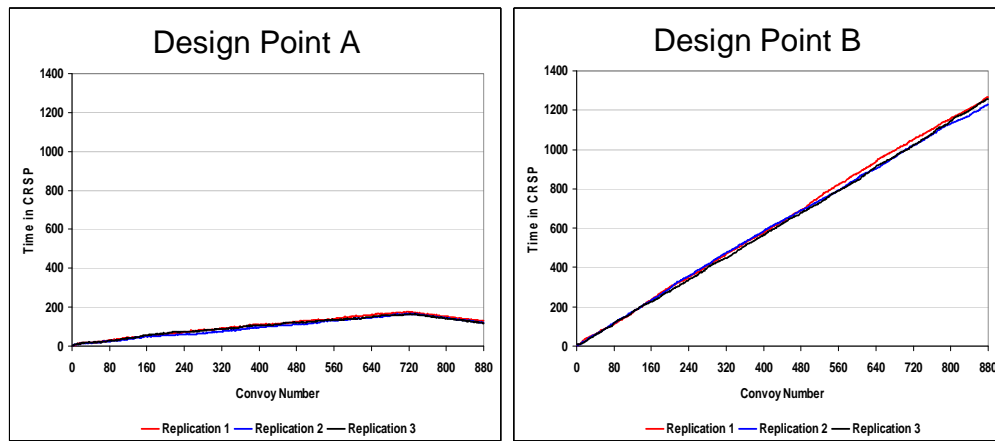 Design Point A
1400
1200
1000
800
600
400
200
0
Time in CRSP
0 80 160 240 320 400 480 560 640 720 800 880
Convoy Number
Replication 1 Replication 2 Replication 3
Design Point B
1400
1200
1000
800
600
400
200
0
Time in CRSP
0 80 160 240 320 400 480 560 640 720 800 880
Convoy Number
Replication 1 Replication 2 Replication 3